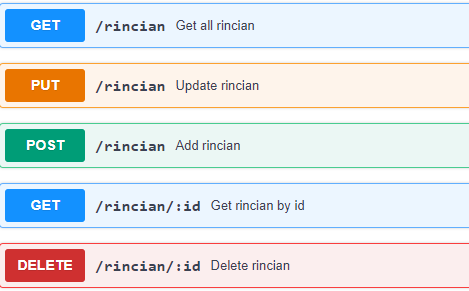 GET /rincian Get all rincian
PUT /rincian Update rincian
POST /rincian Add rincian
GET /rincian/:id Get rincian by id
DELETE /rincian/:id Delete rincian